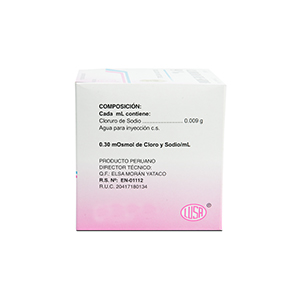 COMPOSICIÓN:
Cada mL contiene:
Cloruro de Sodio .................... 0.009 g
Agua para inyección c.s.
0.30 mOsmol de Cloro y Sodio/mL
PRODUCTO PERUANO
DIRECTOR TÉCNICO:
Q.F.: ELSA MORÁN YATACO
R.S. Nº: EN-01112
R.U.C. 20417180134
LUSA